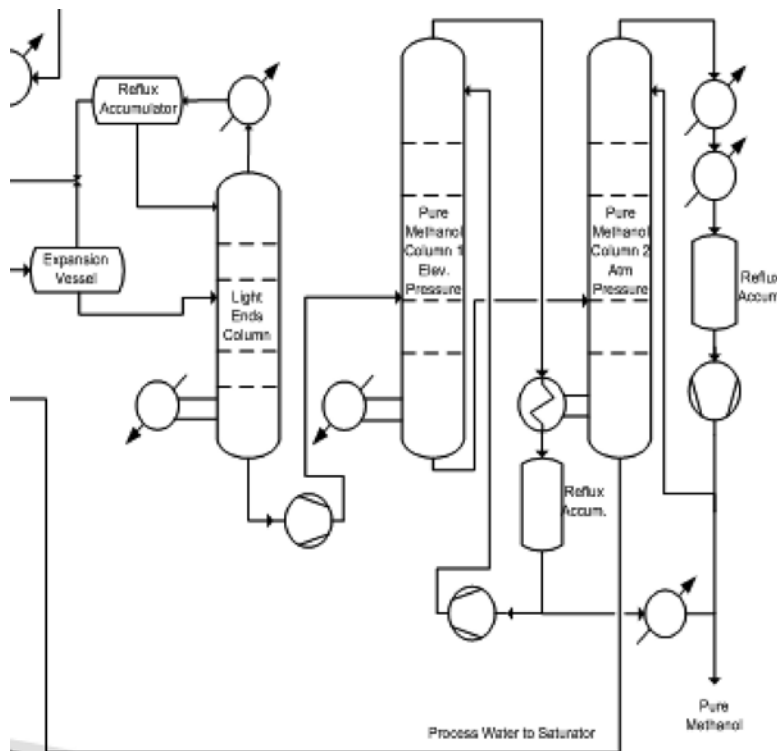 Reflux
Accumulator
Expansion
Vessel
Light
Ends
Column
Pure
Methanol
Column 1
Elev.
Pressure
Pure
Methanol
Column 2
Atm
Pressure
Reflux
Accum
Reflux
Accum.
Pure
Methanol
Process Water to Saturator